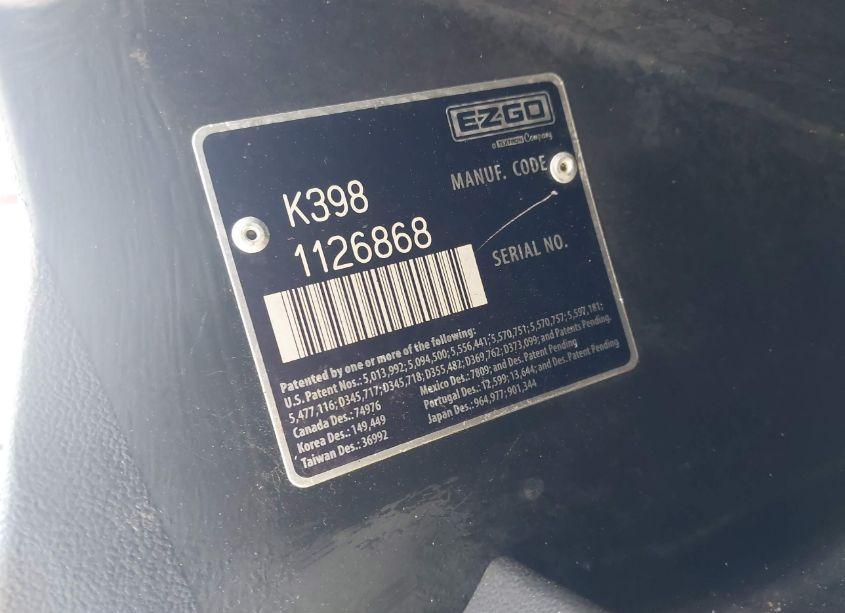 EZGO
a TEXTRON Company
K398
MANUF. CODE
1126868
SERIAL NO.
Patented by one or more of the following:
U.S. Patent Nos.: 5,013,992; 5,094,500; 5,556,441; 5,570,751; 5,570,757; 5,597,181;
5,477,116; D345,717; D345,718; D355,482; D369,762; D373,099; and Patents Pending.
Canada Des.: 74976
Mexico Des.: 7809; and Des. Patent Pending
Korea Des.: 149,449
Portugal Des.: 12,599; 13,644; and Des. Patent Pending
Taiwan Des.: 36992
Japan Des.: 964,977; 901,344